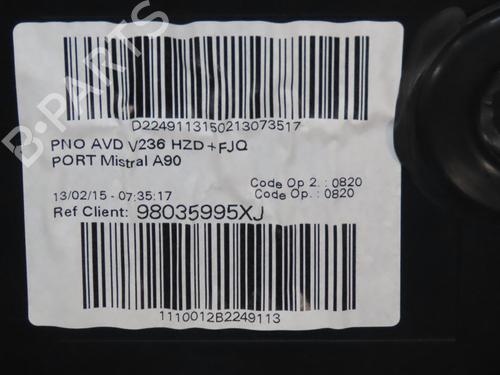 D2249113150213073517
PNO AVD V236 HZD+FJQ
PORT Mistral A90
13/02/15 - 07:35:17
Code Op 2. : 0820
Code Op. : 0820
Ref Client: 98035995XJ
1110012B2249113